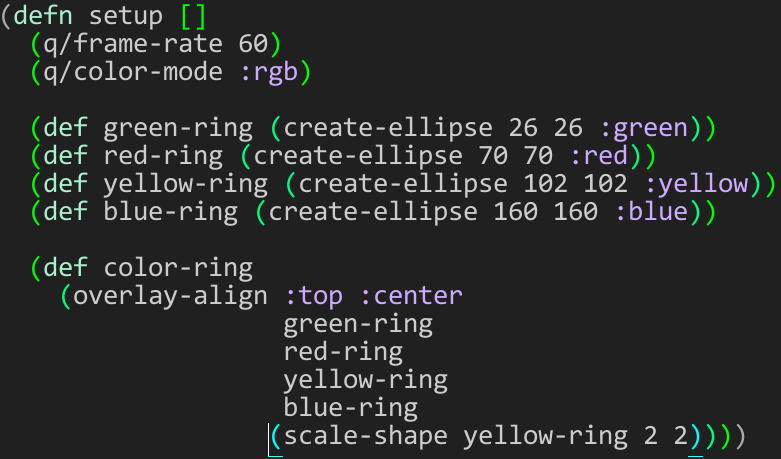 (defn setup []
  (q/frame-rate 60)
  (q/color-mode :rgb)

  (def green-ring (create-ellipse 26 26 :green))
  (def red-ring (create-ellipse 70 70 :red))
  (def yellow-ring (create-ellipse 102 102 :yellow))
  (def blue-ring (create-ellipse 160 160 :blue))

  (def color-ring
    (overlay-align :top :center
                   green-ring
                   red-ring
                   yellow-ring
                   blue-ring
                  (scale-shape yellow-ring 2 2))))